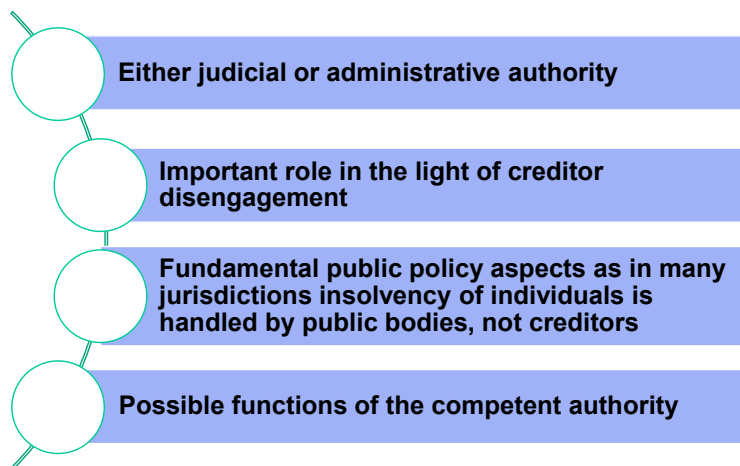 Either judicial or administrative authority
Important role in the light of creditor
disengagement
Fundamental public policy aspects as in many
jurisdictions insolvency of individuals is
handled by public bodies, not creditors
Possible functions of the competent authority